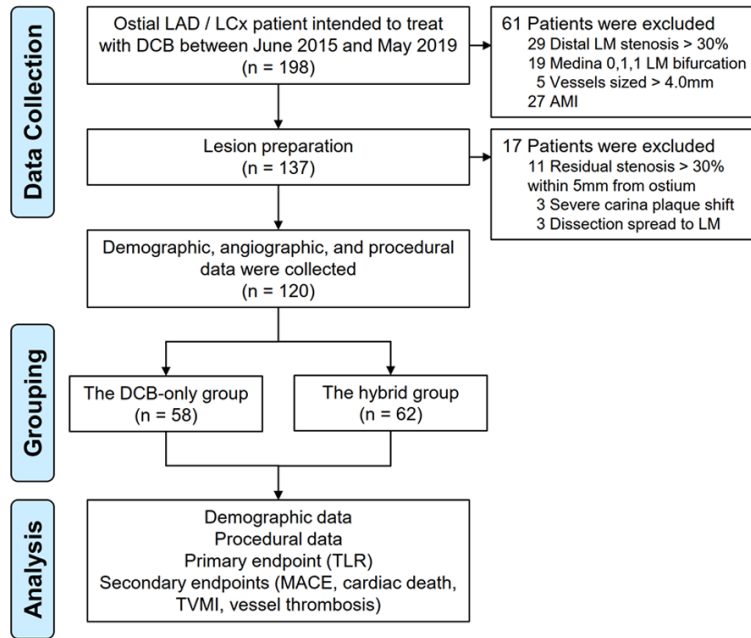 Data Collection
Ostial LAD / LCx patient intended to treat
with DCB between June 2015 and May 2019
(n = 198)
61 Patients were excluded
29 Distal LM stenosis > 30%
19 Medina 0,1,1 LM bifurcation
5 Vessels sized > 4.0mm
27 AMI
Lesion preparation
(n = 137)
17 Patients were excluded
11 Residual stenosis > 30%
within 5mm from ostium
3 Severe carina plaque shift
3 Dissection spread to LM
Demographic, angiographic, and procedural
data were collected
(n = 120)
Grouping
The DCB-only group
(n = 58)
The hybrid group
(n = 62)
Analysis
Demographic data
Procedural data
Primary endpoint (TLR)
Secondary endpoints (MACE, cardiac death,
TVMI, vessel thrombosis)